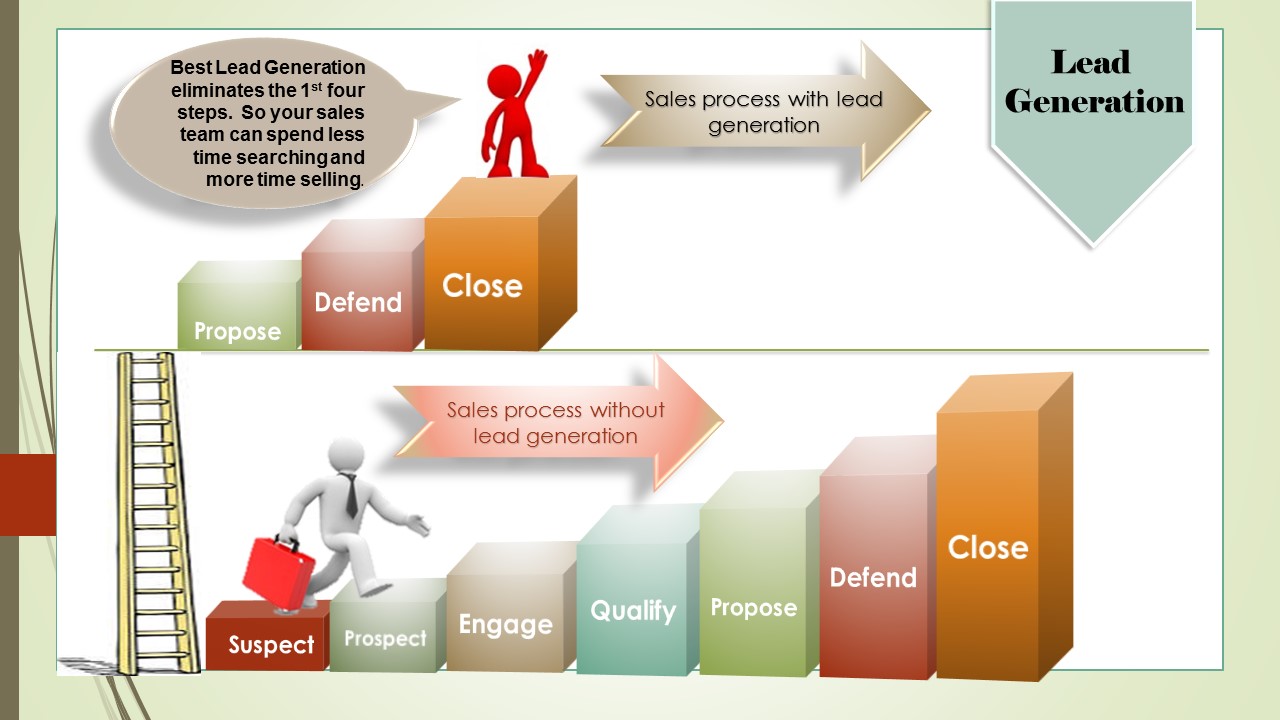 Lead
Generation
Best Lead Generation
eliminates the 1st four
steps. So your sales
team can spend less
time searching and
more time selling.
Sales process with lead
generation
Propose
Defend
Close
Sales process without
lead generation
Suspect
Prospect
Engage
Qualify
Propose
Defend
Close